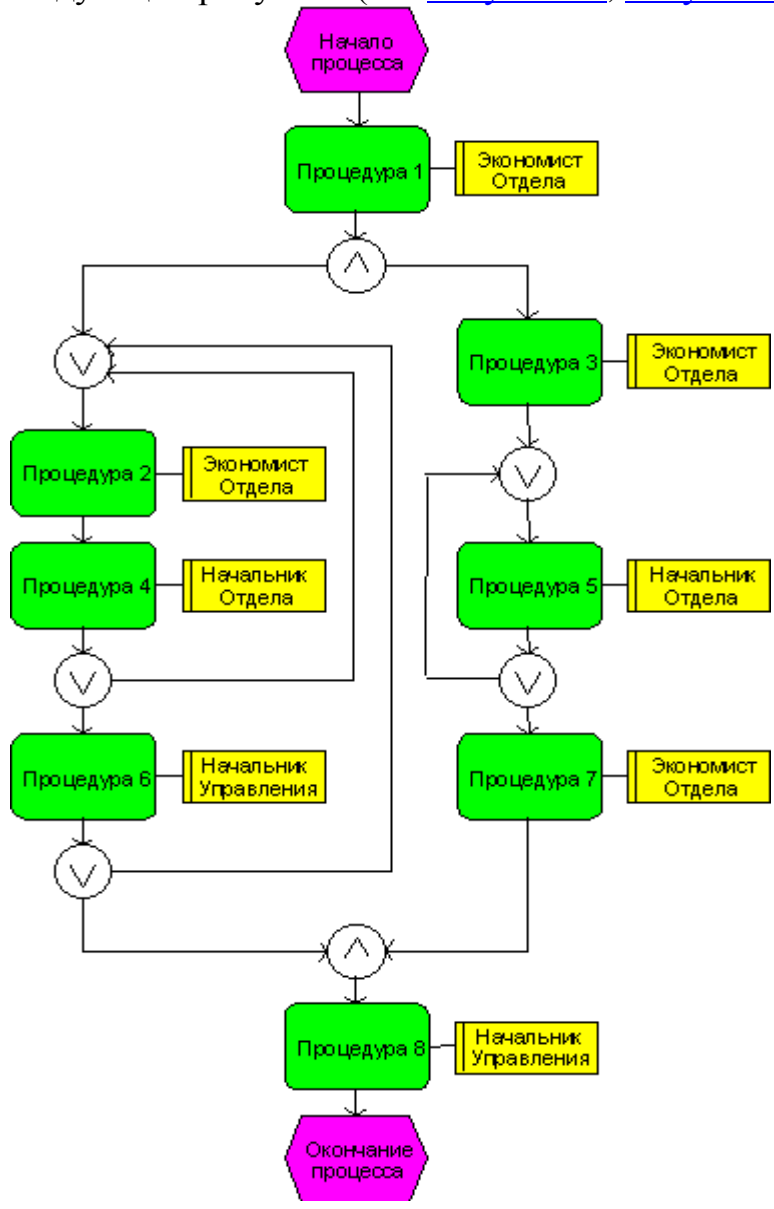 Начало
процесса
Процедура 1
Экономист
Отдела
Процедура 3
Экономист
Отдела
Процедура 2
Экономист
Отдела
Процедура 4
Начальник
Отдела
Процедура 5
Начальник
Отдела
Процедура 6
Начальник
Управления
Процедура 7
Экономист
Отдела
Процедура 8
Начальник
Управления
Окончание
процесса